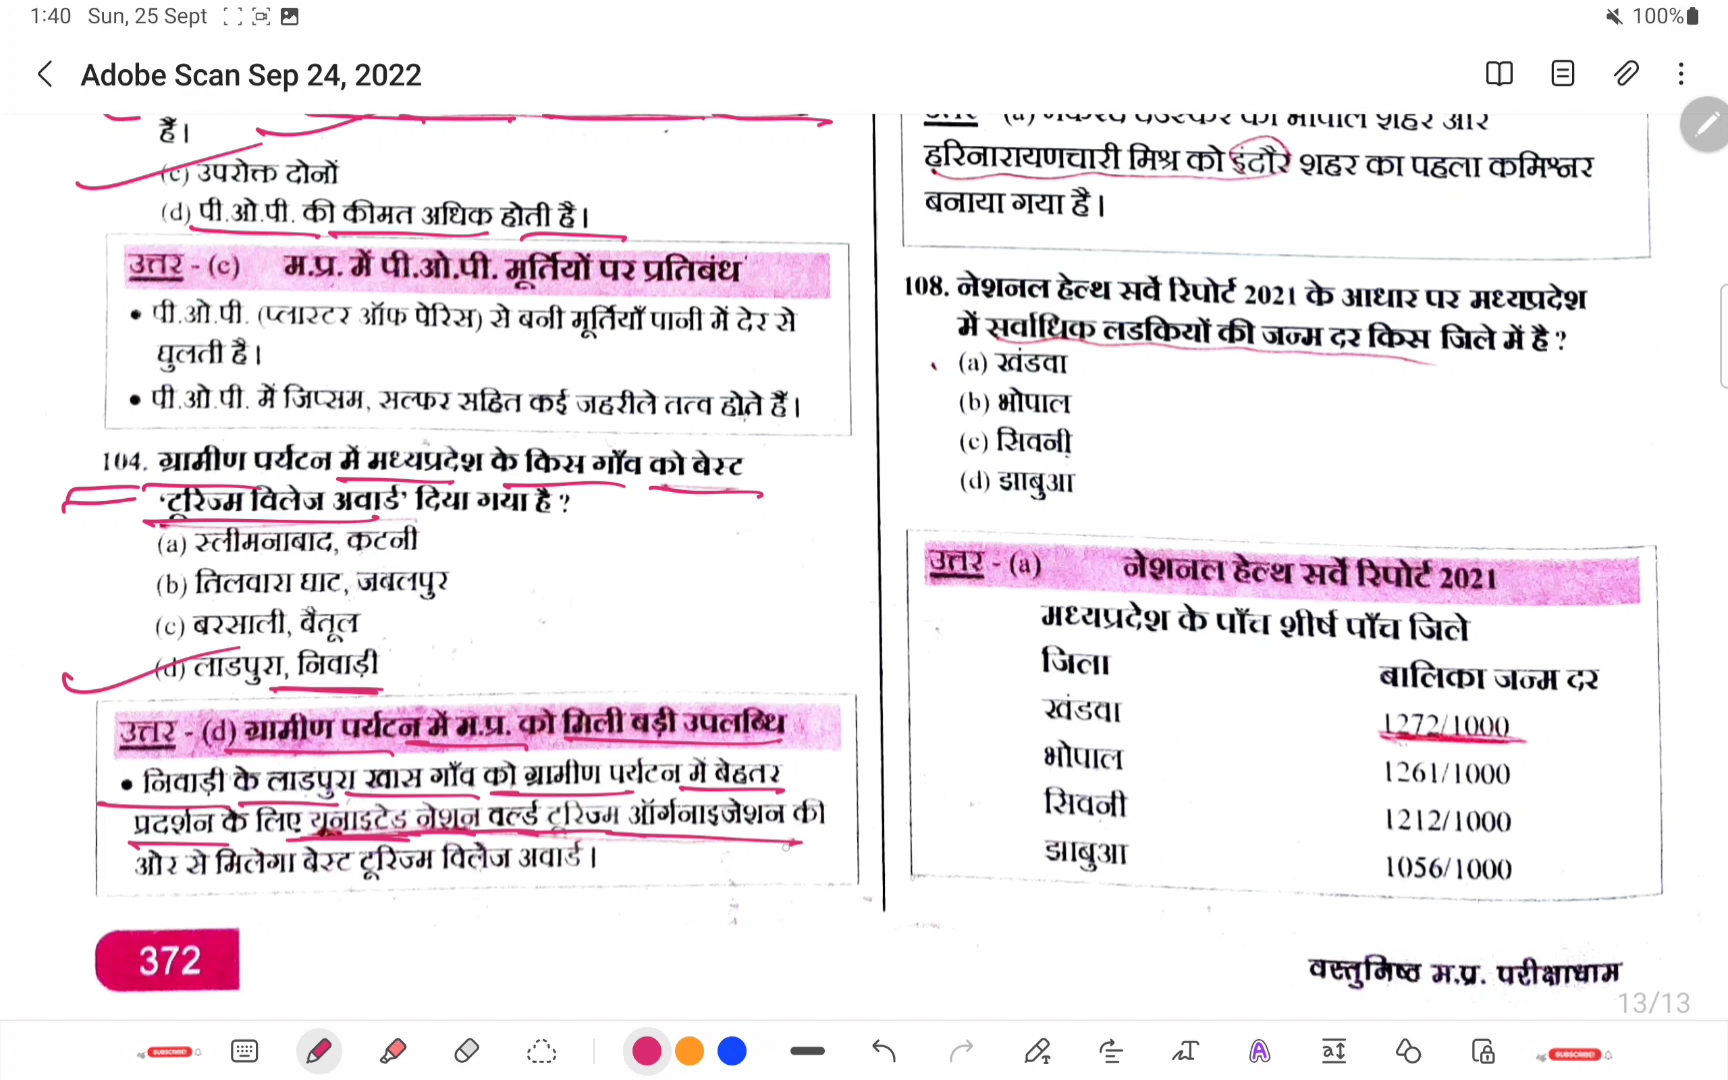 1:40 Sun, 25 Sept
100%
Adobe Scan Sep 24, 2022
हैं।
(c) उपरोक्त दोनों
(d) पी.ओ.पी. की कीमत अधिक होती है।
उत्तर - (c) म.प्र. में पी.ओ.पी. मूर्तियों पर प्रतिबंध
• पी.ओ.पी. (प्लास्टर ऑफ पेरिस) से बनी मूर्तियाँ पानी में देर से
घुलती है।
• पी.ओ.पी. में जिप्सम, सल्फर सहित कई जहरीले तत्व होते हैं।
104. ग्रामीण पर्यटन में मध्यप्रदेश के किस गाँव को बेस्ट
'टूरिज्म विलेज अवार्ड' दिया गया है ?
(a) स्लीमनाबाद, कटनी
(b) तिलवारा घाट, जबलपुर
(c) बरसाली, बैतूल
(d) लाडपुरा, निवाड़ी
उत्तर - (d) ग्रामीण पर्यटन में म.प्र. को मिली बड़ी उपलब्धि
• निवाड़ी के लाडपुरा खास गाँव को ग्रामीण पर्यटन में बेहतर
प्रदर्शन के लिए यूनाइटेड नेशन वर्ल्ड टूरिज्म ऑर्गनाइजेशन की
ओर से मिलेगा बेस्ट टूरिज्म विलेज अवार्ड।
372
शहर और
हरिनारायणचारी मिश्र को इंदौर शहर का पहला कमिश्नर
बनाया गया है।
108. नेशनल हेल्थ सर्वे रिपोर्ट 2021 के आधार पर मध्यप्रदेश
में सर्वाधिक लडकियों की जन्म दर किस जिले में है ?
(a) खंडवा
(b) भोपाल
(c) सिवनी
(d) झाबुआ
उत्तर - (a) नेशनल हेल्थ सर्वे रिपोर्ट 2021
मध्यप्रदेश के पाँच शीर्ष पाँच जिले
जिला बालिका जन्म दर
खंडवा 1272/1000
भोपाल 1261/1000
सिवनी 1212/1000
झाबुआ 1056/1000
वस्तुनिष्ठ म.प्र. परीक्षाधाम
13/13
SUBSCRIBE!
SUBSCRIBE!